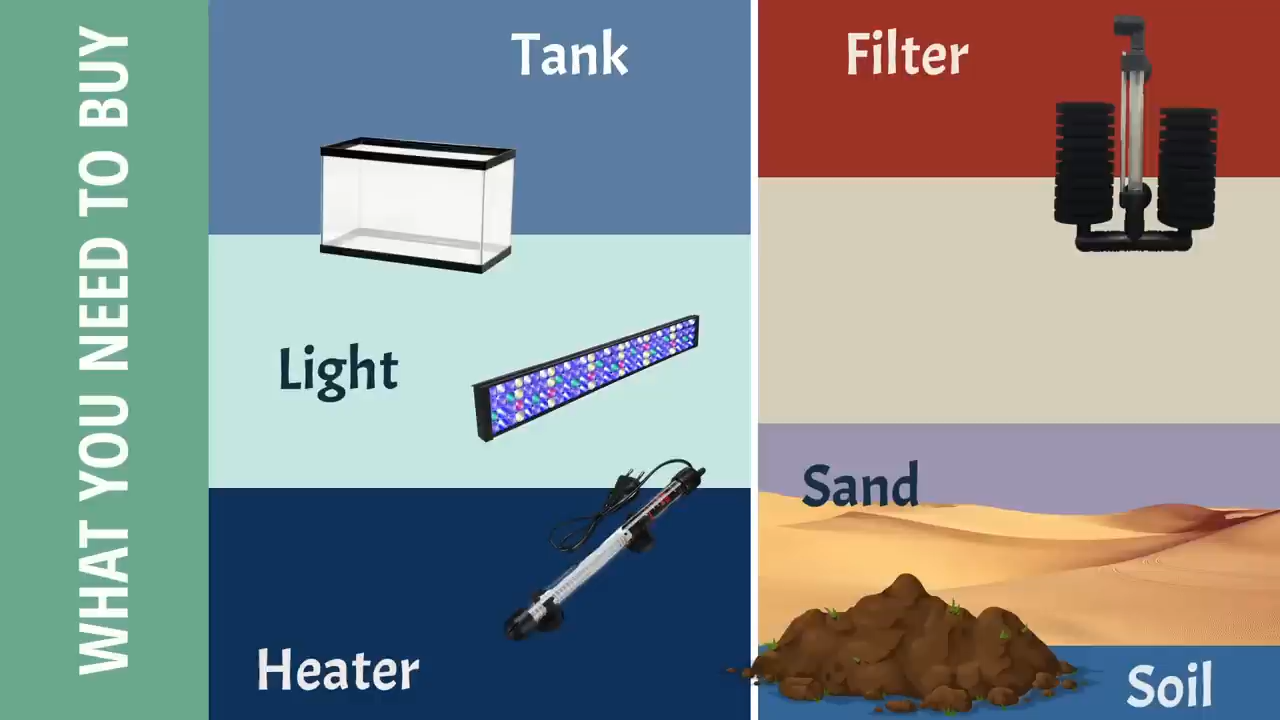 WHAT YOU NEED TO BUY
Tank
Light
Heater
Filter
Sand
Soil